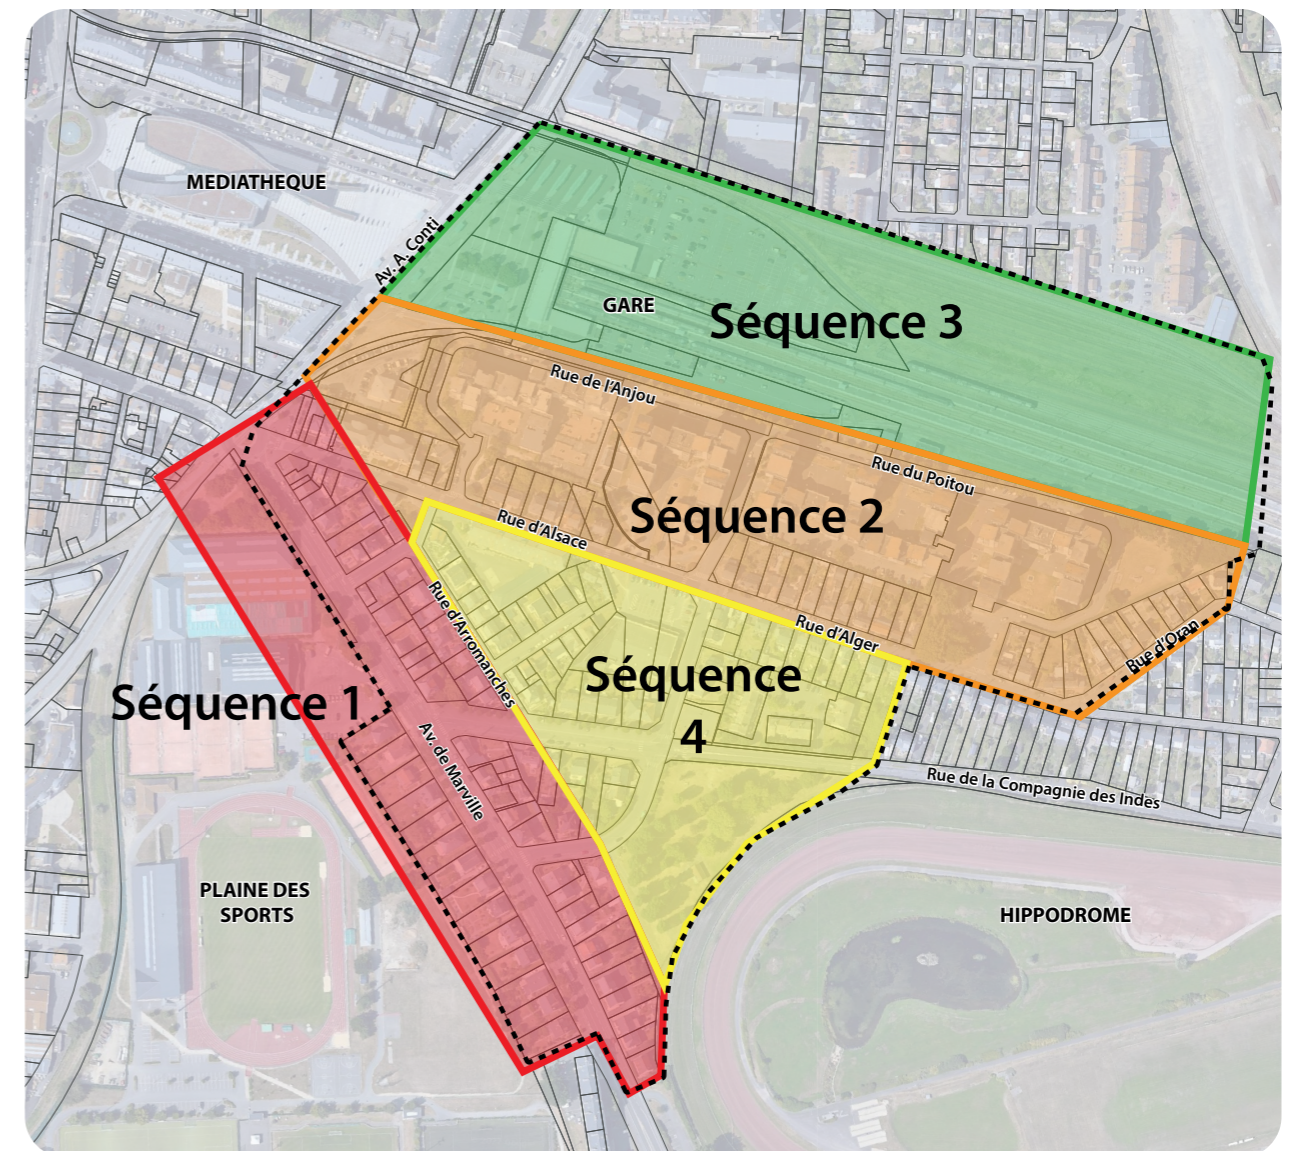 MEDIATHEQUE
Av. A. Conti
GARE
Séquence 3
Rue de l'Anjou
Rue du Poitou
Séquence 2
Rue d'Alsace
Rue d'Arromanches
Rue d'Alger
Rue d'Oran
Séquence
4
Séquence 1
Av. de Marville
Rue de la Compagnie des Indes
PLAINE DES
SPORTS
HIPPODROME